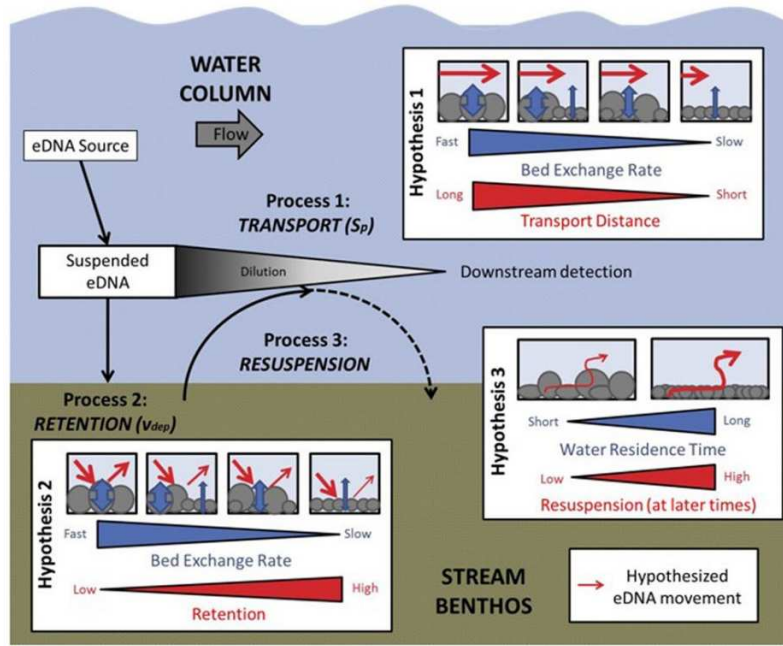 WATER
COLUMN
Flow
eDNA Source
Process 1:
TRANSPORT (Sp)
Suspended
eDNA
Dilution
Downstream detection
Process 3:
RESUSPENSION
Process 2:
RETENTION (vdep)
Hypothesis 1
Fast
Slow
Bed Exchange Rate
Long
Short
Transport Distance
Hypothesis 3
Short
Long
Water Residence Time
Low
High
Resuspension (at later times)
Hypothesis 2
Fast
Slow
Bed Exchange Rate
Low
High
Retention
STREAM
BENTHOS
Hypothesized
eDNA movement